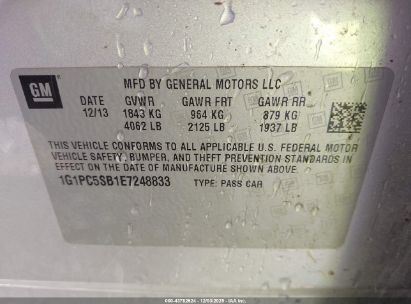 GM
MFD BY GENERAL MOTORS LLC
DATE GVWR GAWR FRT GAWR RR
12/13 1843 KG 964 KG 879 KG
4062 LB 2125 LB 1937 LB
THIS VEHICLE CONFORMS TO ALL APPLICABLE U.S. FEDERAL MOTOR
VEHICLE SAFETY, BUMPER, AND THEFT PREVENTION STANDARDS IN
EFFECT ON THE DATE OF MANUFACTURE SHOWN ABOVE.
1G1PC5SB1E7248833 TYPE: PASS CAR